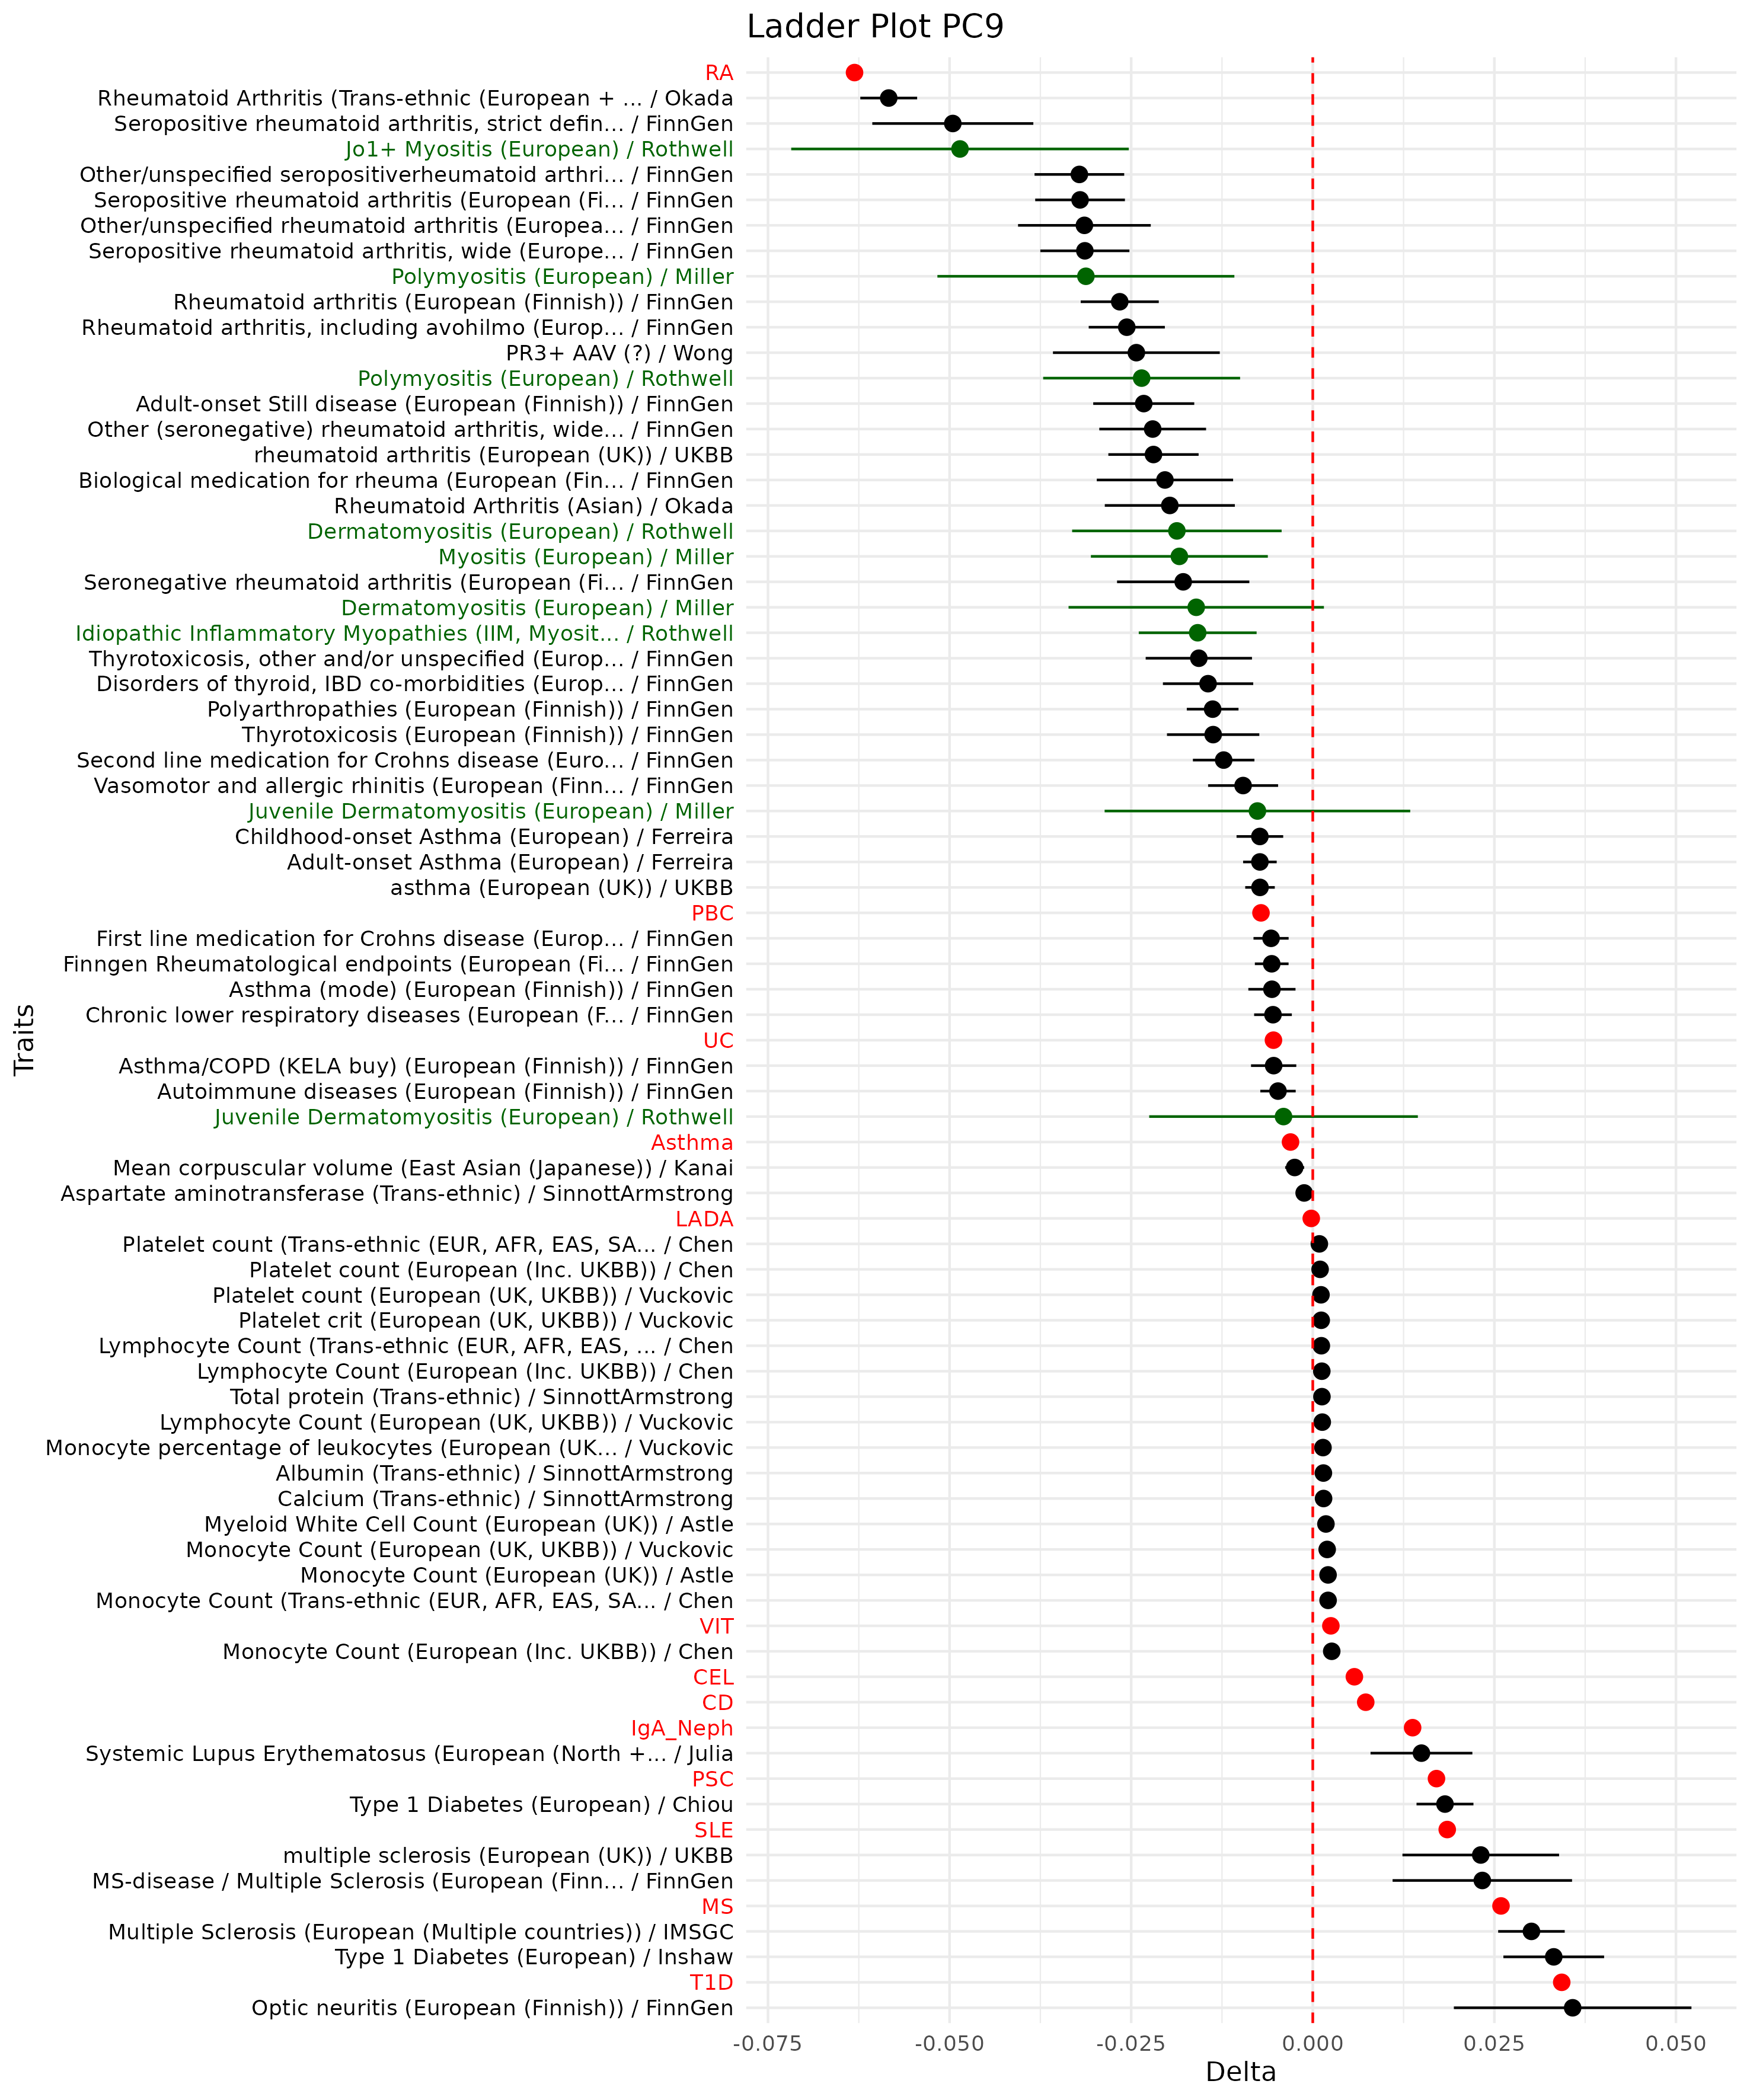 Ladder Plot PC9
RA
Rheumatoid Arthritis (Trans-ethnic (European + ... / Okada
Seropositive rheumatoid arthritis, strict defin... / FinnGen
Jo1+ Myositis (European) / Rothwell
Other/unspecified seropositiverheumatoid arthri... / FinnGen
Seropositive rheumatoid arthritis (European (Fi... / FinnGen
Other/unspecified rheumatoid arthritis (Europea... / FinnGen
Seropositive rheumatoid arthritis, wide (Europe... / FinnGen
Polymyositis (European) / Miller
Rheumatoid arthritis (European (Finnish)) / FinnGen
Rheumatoid arthritis, including avohilmo (Europ... / FinnGen
PR3+ AAV (?) / Wong
Polymyositis (European) / Rothwell
Adult-onset Still disease (European (Finnish)) / FinnGen
Other (seronegative) rheumatoid arthritis, wide... / FinnGen
rheumatoid arthritis (European (UK)) / UKBB
Biological medication for rheuma (European (Fin... / FinnGen
Rheumatoid Arthritis (Asian) / Okada
Dermatomyositis (European) / Rothwell
Myositis (European) / Miller
Seronegative rheumatoid arthritis (European (Fi... / FinnGen
Dermatomyositis (European) / Miller
Idiopathic Inflammatory Myopathies (IIM, Myosit... / Rothwell
Thyrotoxicosis, other and/or unspecified (Europ... / FinnGen
Disorders of thyroid, IBD co-morbidities (Europ... / FinnGen
Polyarthropathies (European (Finnish)) / FinnGen
Thyrotoxicosis (European (Finnish)) / FinnGen
Second line medication for Crohns disease (Euro... / FinnGen
Vasomotor and allergic rhinitis (European (Finn... / FinnGen
Juvenile Dermatomyositis (European) / Miller
Childhood-onset Asthma (European) / Ferreira
Adult-onset Asthma (European) / Ferreira
asthma (European (UK)) / UKBB
PBC
First line medication for Crohns disease (Europ... / FinnGen
Finngen Rheumatological endpoints (European (Fi... / FinnGen
Asthma (mode) (European (Finnish)) / FinnGen
Chronic lower respiratory diseases (European (F... / FinnGen
UC
Asthma/COPD (KELA buy) (European (Finnish)) / FinnGen
Autoimmune diseases (European (Finnish)) / FinnGen
Juvenile Dermatomyositis (European) / Rothwell
Asthma
Mean corpuscular volume (East Asian (Japanese)) / Kanai
Aspartate aminotransferase (Trans-ethnic) / SinnottArmstrong
LADA
Platelet count (Trans-ethnic (EUR, AFR, EAS, SA... / Chen
Platelet count (European (Inc. UKBB)) / Chen
Platelet count (European (UK, UKBB)) / Vuckovic
Platelet crit (European (UK, UKBB)) / Vuckovic
Lymphocyte Count (Trans-ethnic (EUR, AFR, EAS, ... / Chen
Lymphocyte Count (European (Inc. UKBB)) / Chen
Total protein (Trans-ethnic) / SinnottArmstrong
Lymphocyte Count (European (UK, UKBB)) / Vuckovic
Monocyte percentage of leukocytes (European (UK... / Vuckovic
Albumin (Trans-ethnic) / SinnottArmstrong
Calcium (Trans-ethnic) / SinnottArmstrong
Myeloid White Cell Count (European (UK)) / Astle
Monocyte Count (European (UK, UKBB)) / Vuckovic
Monocyte Count (European (UK)) / Astle
Monocyte Count (Trans-ethnic (EUR, AFR, EAS, SA... / Chen
VIT
Monocyte Count (European (Inc. UKBB)) / Chen
CEL
CD
IgA_Neph
Systemic Lupus Erythematosus (European (North +... / Julia
PSC
Type 1 Diabetes (European) / Chiou
SLE
multiple sclerosis (European (UK)) / UKBB
MS-disease / Multiple Sclerosis (European (Finn... / FinnGen
MS
Multiple Sclerosis (European (Multiple countries)) / IMSGC
Type 1 Diabetes (European) / Inshaw
T1D
Optic neuritis (European (Finnish)) / FinnGen
Traits
-0.075 -0.050 -0.025 0.000 0.025 0.050
Delta